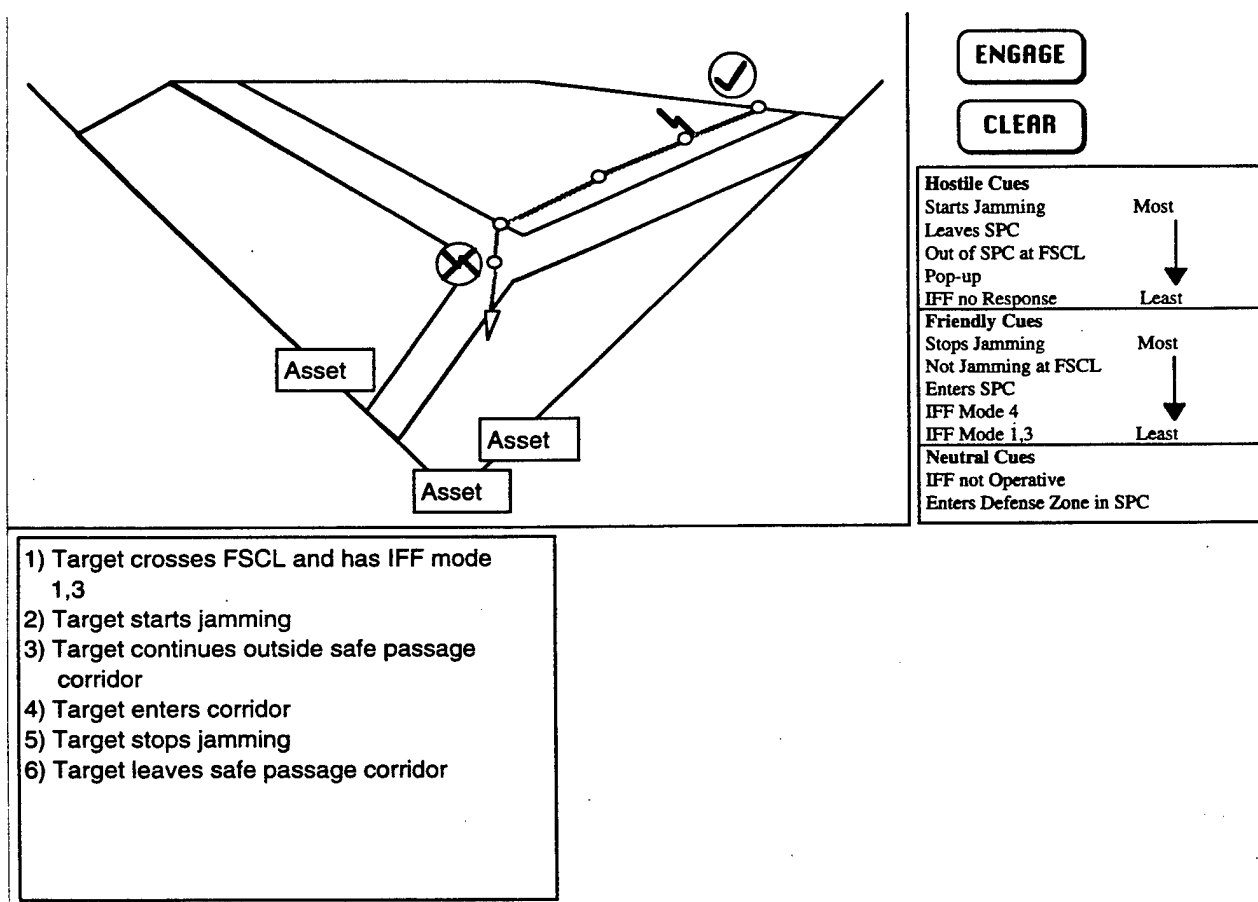 ENGAGE
CLEAR
Hostile Cues
Starts Jamming Most
Leaves SPC
Out of SPC at FSCL
Pop-up
IFF no Response Least
Friendly Cues
Stops Jamming Most
Not Jamming at FSCL
Enters SPC
IFF Mode 4
IFF Mode 1,3 Least
Neutral Cues
IFF not Operative
Enters Defense Zone in SPC
Asset
Asset
Asset
1) Target crosses FSCL and has IFF mode
1,3
2) Target starts jamming
3) Target continues outside safe passage
corridor
4) Target enters corridor
5) Target stops jamming
6) Target leaves safe passage corridor